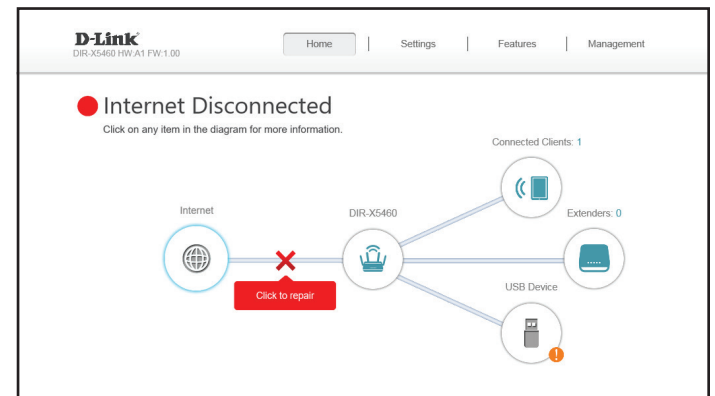 D-Link
DIR-X5460 HW:A1 FW:1.00
Home
Settings
Features
Management
Internet Disconnected
Click on any item in the diagram for more information.
Connected Clients: 1
Internet
DIR-X5460
Extenders: 0
Click to repair
USB Device